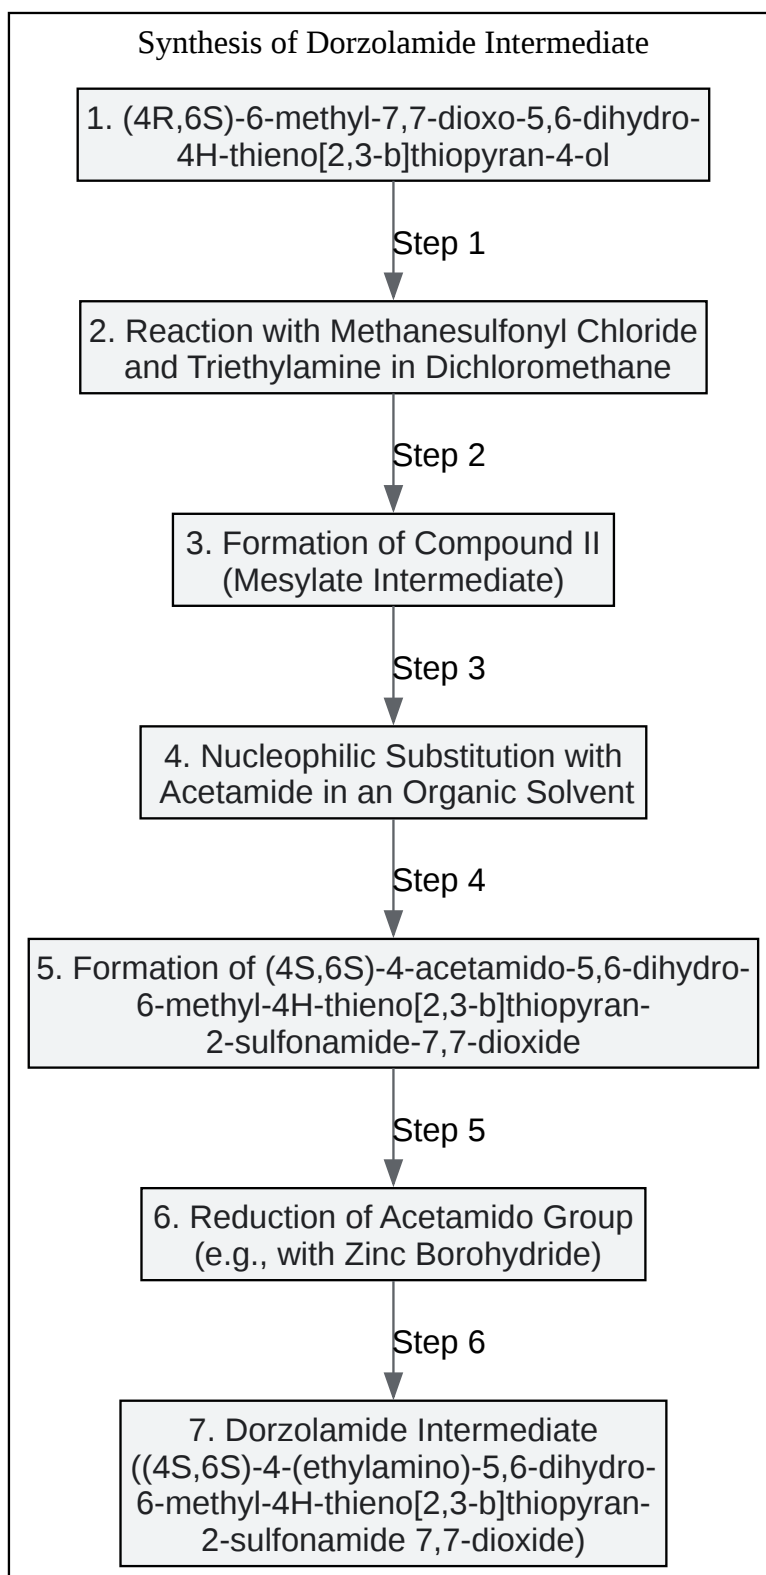 Synthesis of Dorzolamide Intermediate
1. (4R,6S)-6-methyl-7,7-dioxo-5,6-dihydro-
4H-thieno[2,3-b]thiopyran-4-ol
Step 1
2. Reaction with Methanesulfonyl Chloride
and Triethylamine in Dichloromethane
Step 2
3. Formation of Compound II
(Mesylate Intermediate)
Step 3
4. Nucleophilic Substitution with
Acetamide in an Organic Solvent
Step 4
5. Formation of (4S,6S)-4-acetamido-5,6-dihydro-
6-methyl-4H-thieno[2,3-b]thiopyran-
2-sulfonamide-7,7-dioxide
Step 5
6. Reduction of Acetamido Group
(e.g., with Zinc Borohydride)
Step 6
7. Dorzolamide Intermediate
((4S,6S)-4-(ethylamino)-5,6-dihydro-
6-methyl-4H-thieno[2,3-b]thiopyran-
2-sulfonamide 7,7-dioxide)